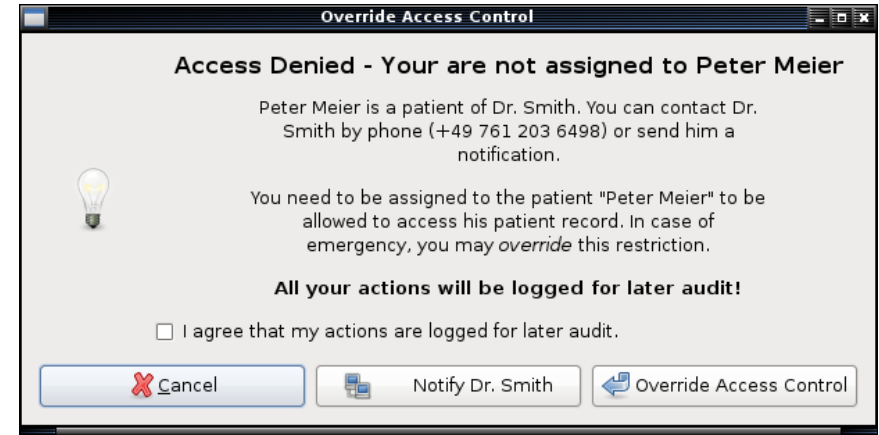 Override Access Control
Access Denied - Your are not assigned to Peter Meier
Peter Meier is a patient of Dr. Smith. You can contact Dr.
Smith by phone (+49 761 203 6498) or send him a
notification.
You need to be assigned to the patient "Peter Meier" to be
allowed to access his patient record. In case of
emergency, you may override this restriction.
All your actions will be logged for later audit!
I agree that my actions are logged for later audit.
Cancel
Notify Dr. Smith
Override Access Control